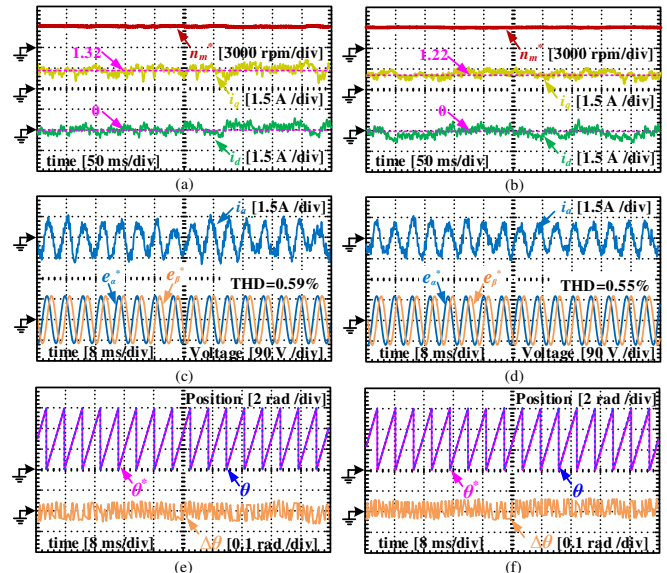 1.32
n_m^* [3000 rpm/div]
i_q [1.5 A /div]
0
time [50 ms/div]
i_d [1.5 A /div]
(a)
1.22
n_m^* [3000 rpm/div]
i_q [1.5 A /div]
0
time [50 ms/div]
i_d [1.5 A /div]
(b)
i_a [1.5A /div]
e_α^* e_β^* THD=0.59%
time [8 ms/div] Voltage [90 V /div]
(c)
i_a [1.5A /div]
e_α^* e_β^* THD=0.55%
time [8 ms/div] Voltage [90 V /div]
(d)
Position [2 rad /div]
θ^* θ
time [8 ms/div] Δθ [0.1 rad /div]
(e)
Position [2 rad /div]
θ^* θ
time [8 ms/div] Δθ [0.1 rad /div]
(f)